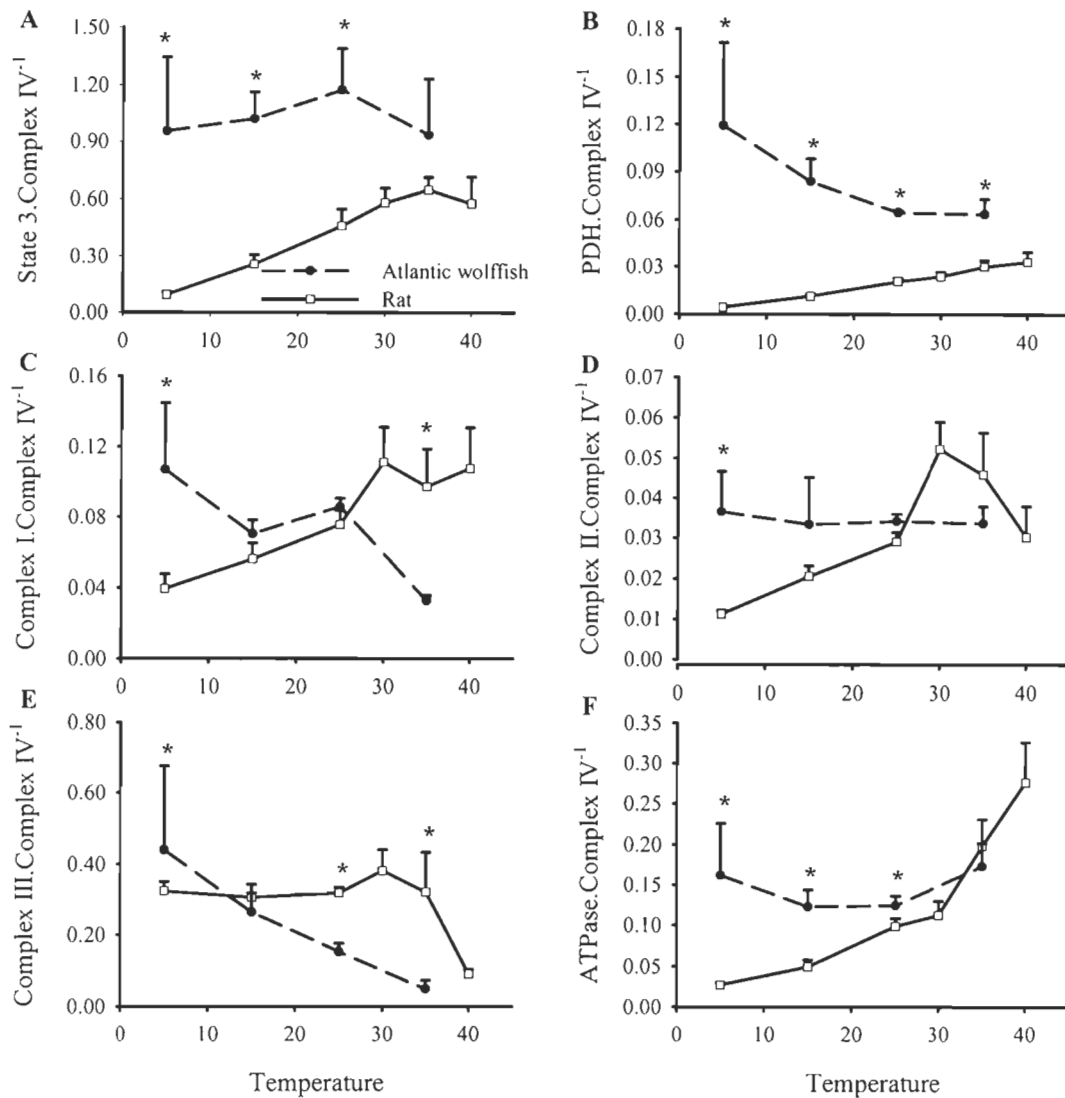 A
State 3.Complex IV-1
1.50
1.20
0.90
0.60
0.30
0.00
* * *
Atlantic wolffish
Rat
0 10 20 30 40
B
PDH.Complex IV-1
0.18
0.15
0.12
0.09
0.06
0.03
0.00
* * * *
0 10 20 30 40
C
Complex I.Complex IV-1
0.16
0.12
0.08
0.04
0.00
* *
0 10 20 30 40
D
Complex II.Complex IV-1
0.07
0.06
0.05
0.04
0.03
0.02
0.01
0.00
*
0 10 20 30 40
E
Complex III.Complex IV-1
0.80
0.60
0.40
0.20
0.00
* * *
0 10 20 30 40
Temperature
F
ATPase.Complex IV-1
0.35
0.30
0.25
0.20
0.15
0.10
0.05
0.00
* * *
0 10 20 30 40
Temperature